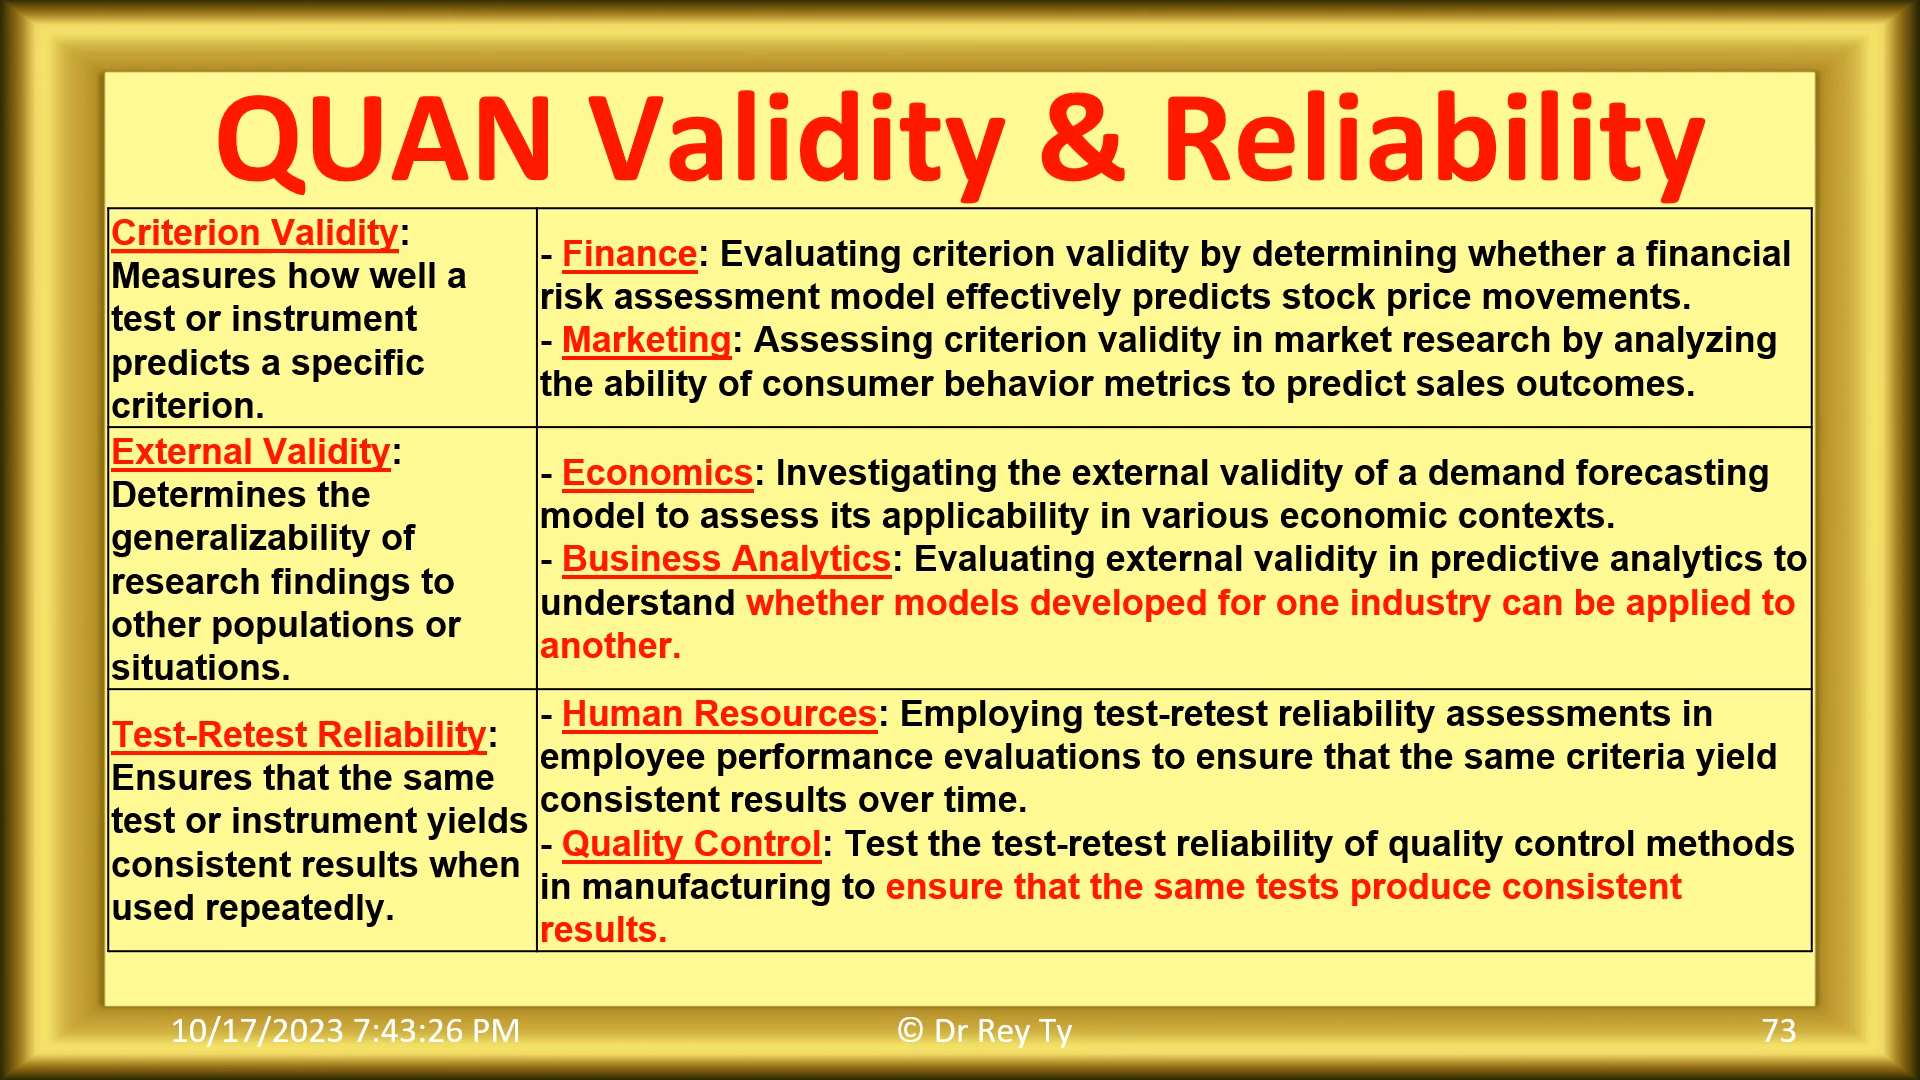 QUAN Validity & Reliability
Criterion Validity:
Measures how well a
test or instrument
predicts a specific
criterion.
- Finance: Evaluating criterion validity by determining whether a financial
risk assessment model effectively predicts stock price movements.
- Marketing: Assessing criterion validity in market research by analyzing
the ability of consumer behavior metrics to predict sales outcomes.
External Validity:
Determines the
generalizability of
research findings to
other populations or
situations.
- Economics: Investigating the external validity of a demand forecasting
model to assess its applicability in various economic contexts.
- Business Analytics: Evaluating external validity in predictive analytics to
understand whether models developed for one industry can be applied to
another.
Test-Retest Reliability:
Ensures that the same
test or instrument yields
consistent results when
used repeatedly.
- Human Resources: Employing test-retest reliability assessments in
employee performance evaluations to ensure that the same criteria yield
consistent results over time.
- Quality Control: Test the test-retest reliability of quality control methods
in manufacturing to ensure that the same tests produce consistent
results.
10/17/2023 7:43:26 PM
© Dr Rey Ty
73